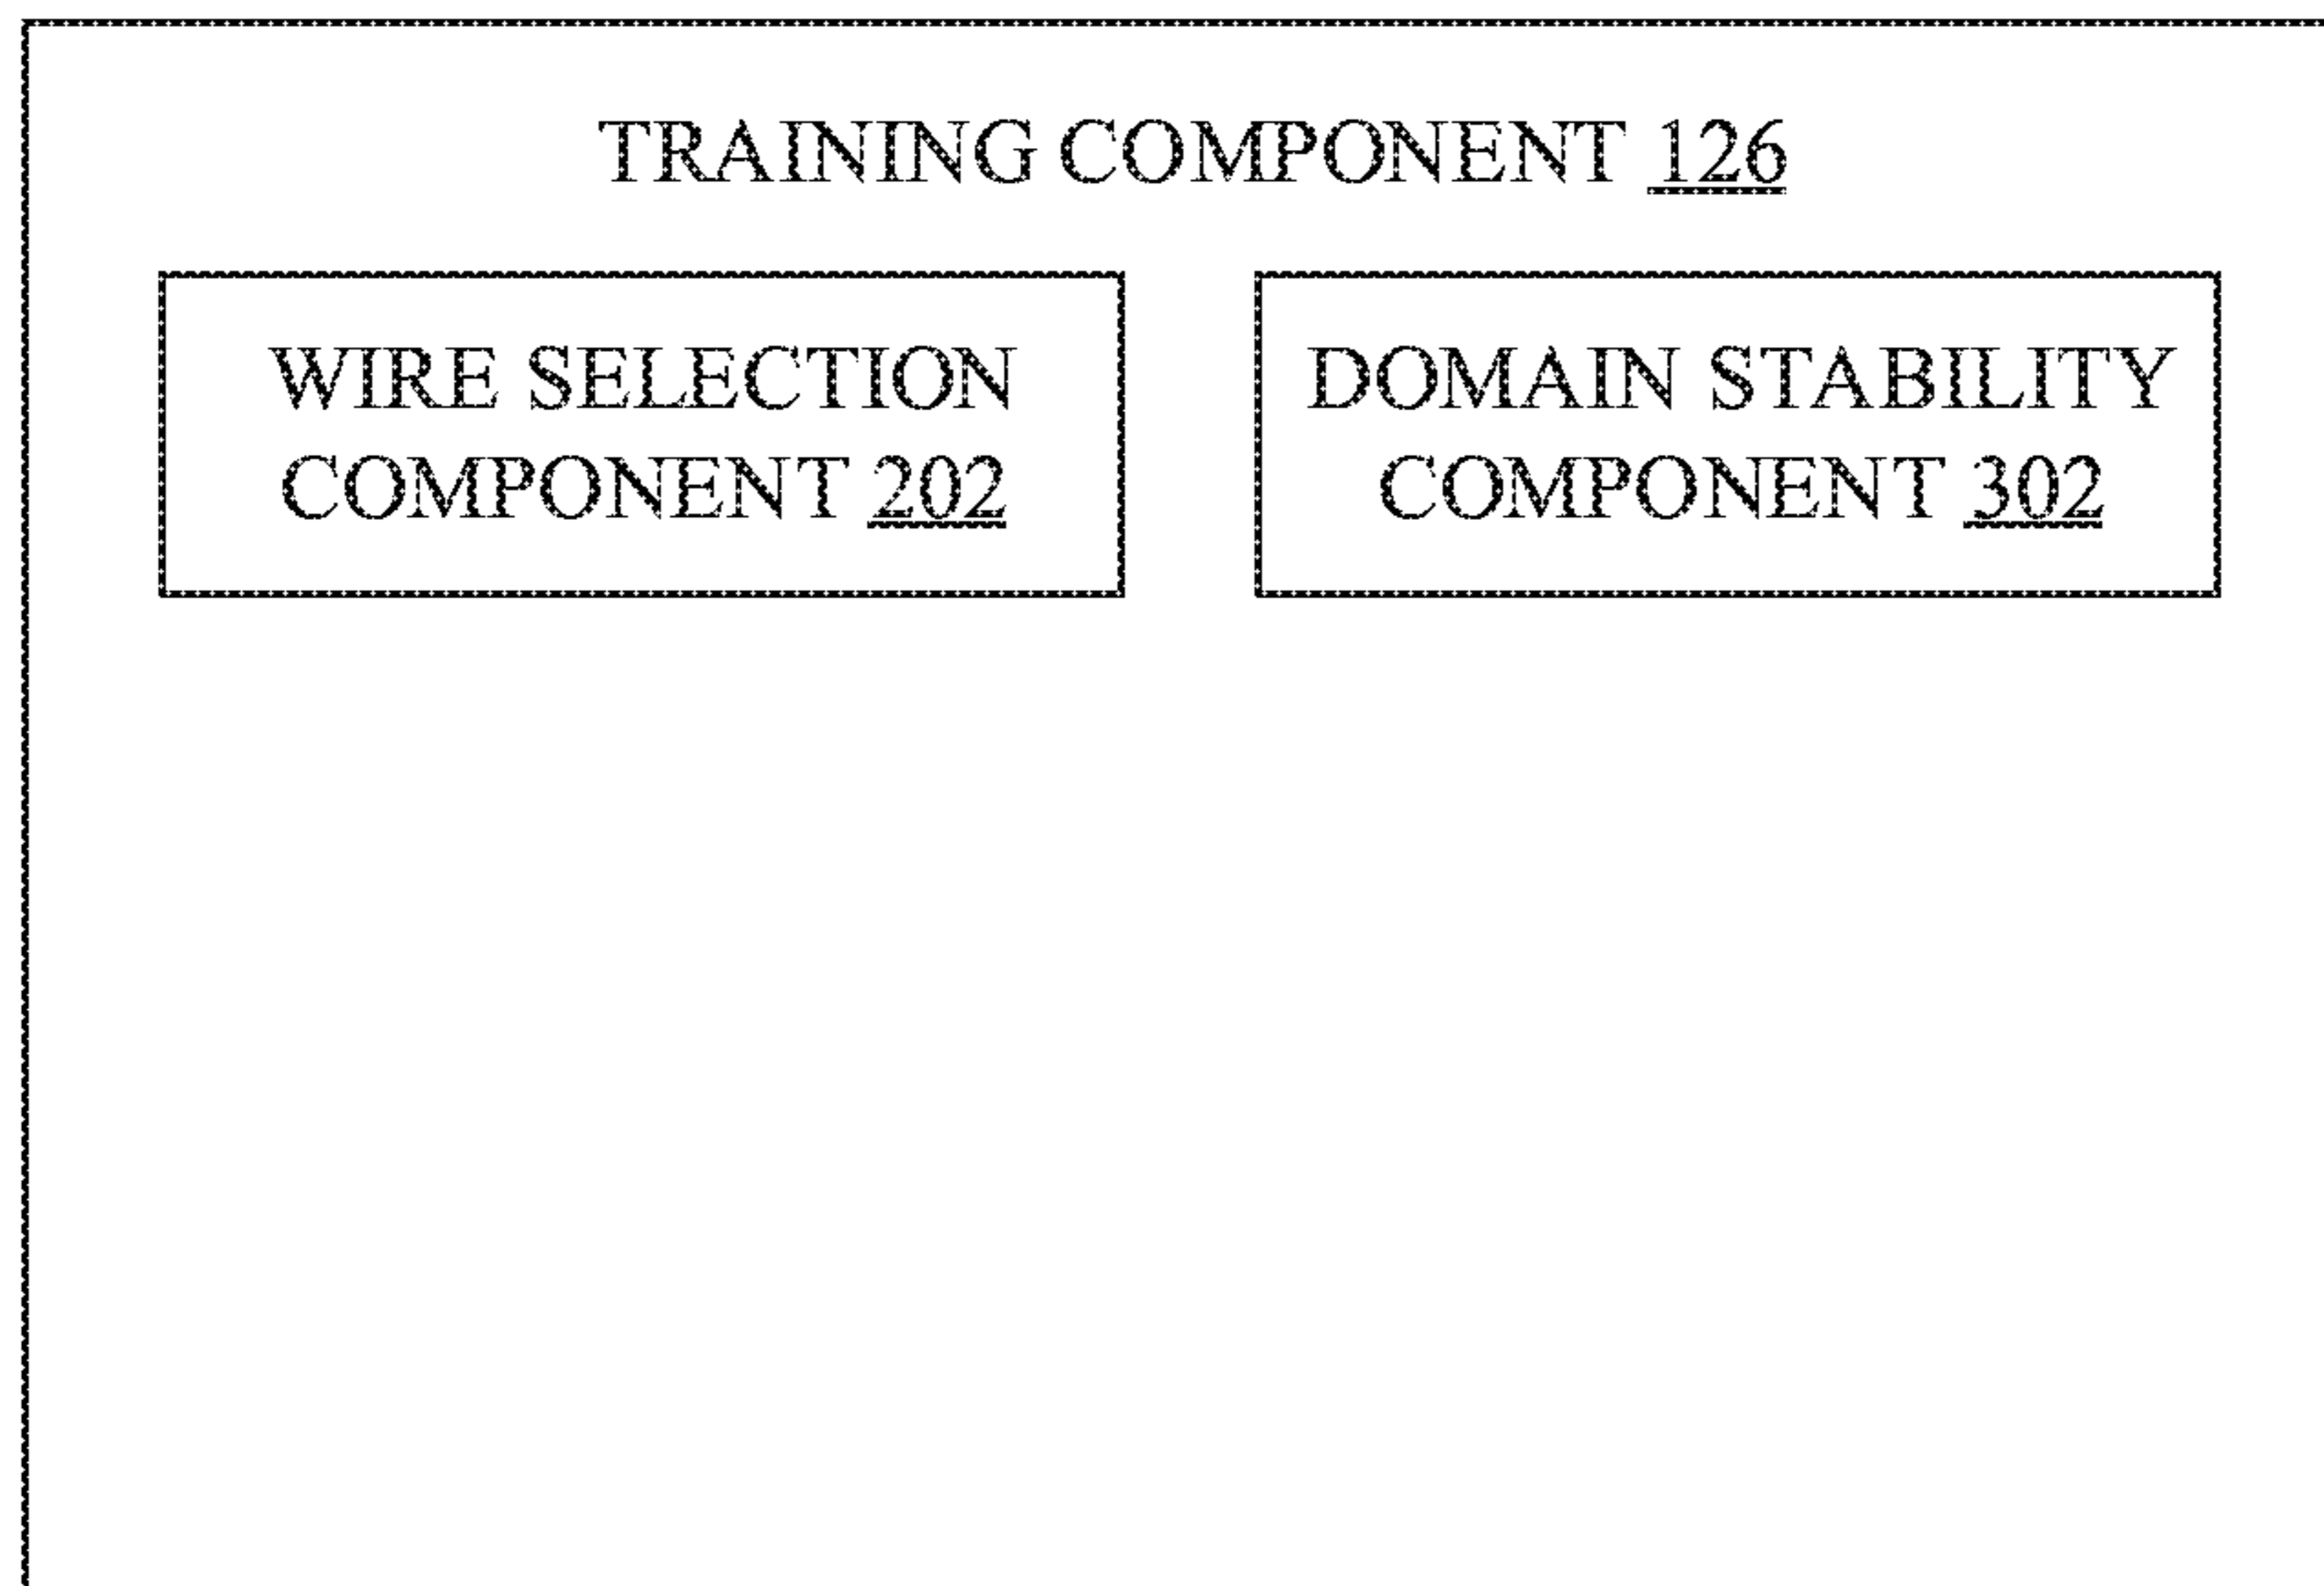 TRAINING COMPONENT 126
WIRE SELECTION
COMPONENT 202
DOMAIN STABILITY
COMPONENT 302